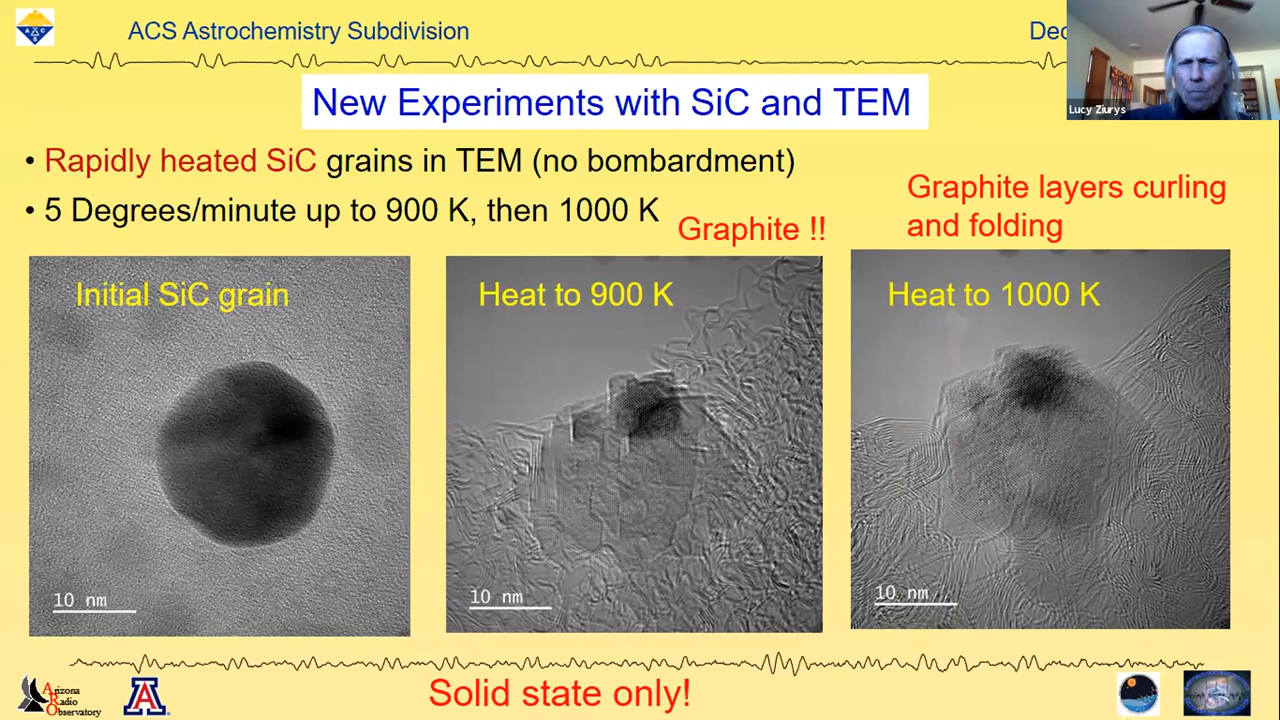 ACS Astrochemistry Subdivision
Dec
Lucy Ziurys
New Experiments with SiC and TEM
• Rapidly heated SiC grains in TEM (no bombardment)
• 5 Degrees/minute up to 900 K, then 1000 K
Graphite !!
Graphite layers curling
and folding
Initial SiC grain
Heat to 900 K
Heat to 1000 K
10 nm
10 nm
10 nm
Arizona
Radio
Observatory
A
Solid state only!